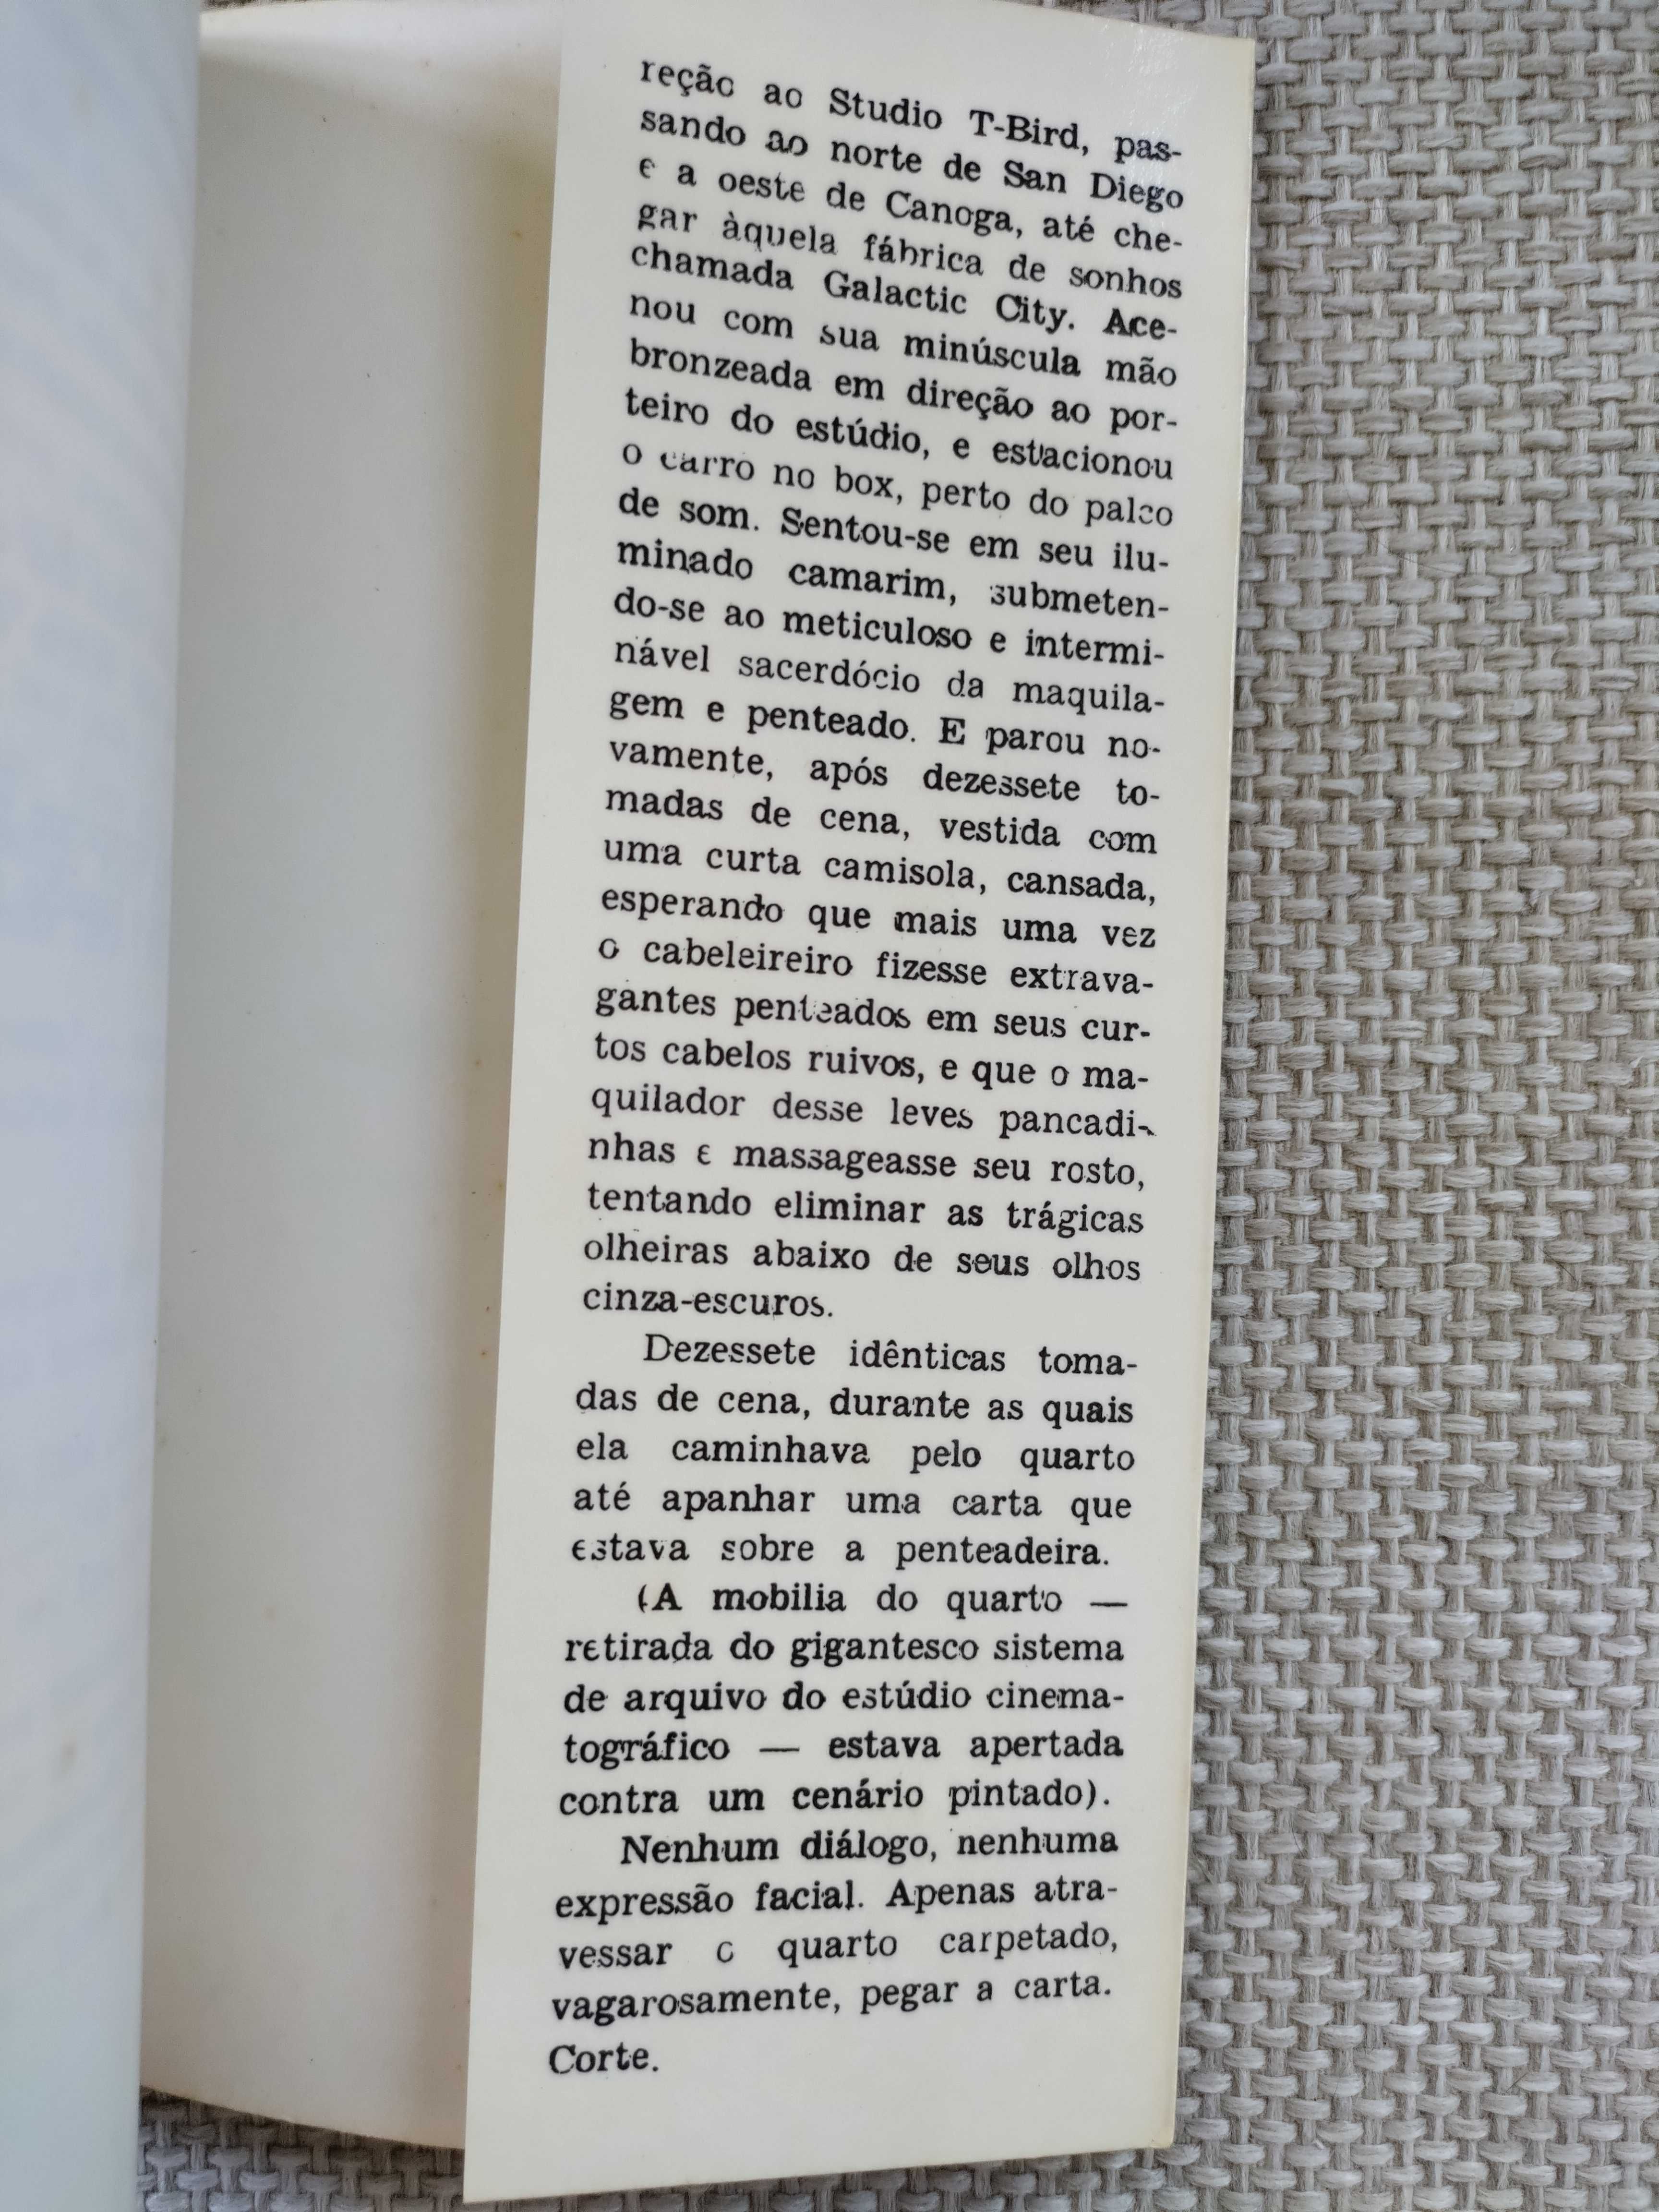 reção ao Studio T-Bird, pas-
sando ao norte de San Diego
e a oeste de Canoga, até che-
gar àquela fábrica de sonhos
chamada Galactic City. Ace-
nou com sua minúscula mão
bronzeada em direção ao por-
teiro do estúdio, e estacionou
o carro no box, perto do palco
de som. Sentou-se em seu ilu-
minado camarim, submeten-
do-se ao meticuloso e intermi-
nável sacerdócio da maquila-
gem e penteado. E parou no-
vamente, após dezessete to-
madas de cena, vestida com
uma curta camisola, cansada,
esperando que mais uma vez
o cabeleireiro fizesse extrava-
gantes penteados em seus cur-
tos cabelos ruivos, e que o ma-
quilador desse leves pancadi-
nhas e massageasse seu rosto,
tentando eliminar as trágicas
olheiras abaixo de seus olhos
cinza-escuros.
Dezessete idênticas toma-
das de cena, durante as quais
ela caminhava pelo quarto
até apanhar uma carta que
estava sobre a penteadeira.
(A mobilia do quarto —
retirada do gigantesco sistema
de arquivo do estúdio cinema-
tográfico — estava apertada
contra um cenário pintado).
Nenhum diálogo, nenhuma
expressão facial. Apenas atra-
vessar o quarto carpetado,
vagarosamente, pegar a carta.
Corte.